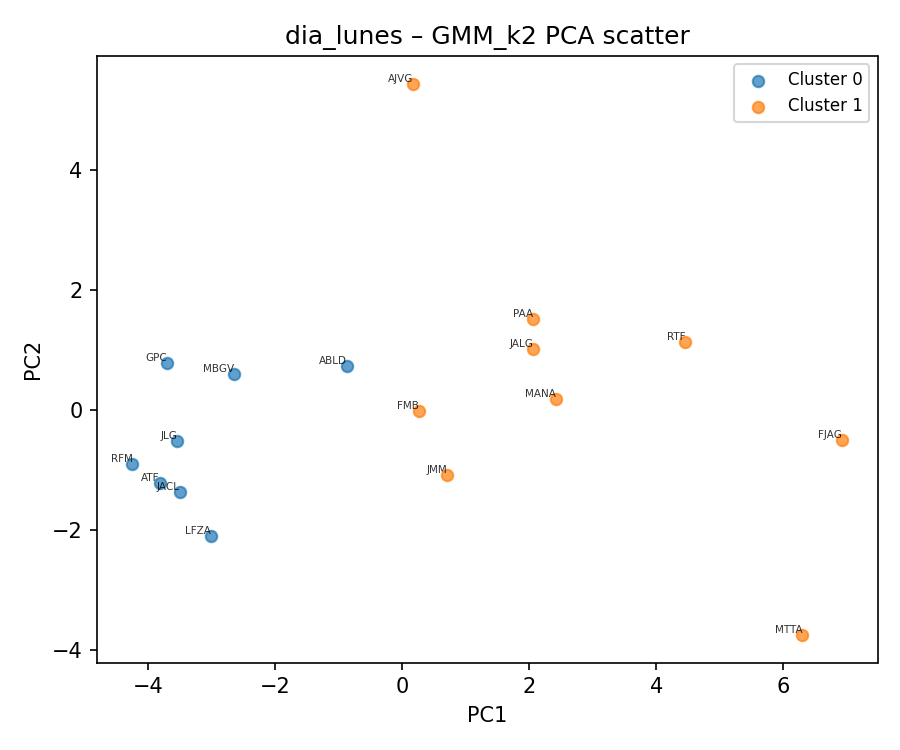 dia_lunes – GMM_k2 PCA scatter
Cluster 0
Cluster 1
AJVG
PAA
JALG
RTF
GPC
MBGV
ABLD
MANA
FMB
FJAG
JLG
RFM
JMM
ATF
JACL
LFZA
MTTA
4
2
0
−2
−4
PC2
−4
−2
0
2
4
6
PC1